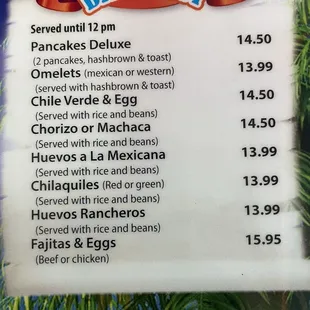 Served until 12 pm
Pancakes Deluxe 14.50
(2 pancakes, hashbrown & toast)
Omelets (mexican or western) 13.99
(served with hashbrown & toast)
Chile Verde & Egg 14.50
(Served with rice and beans)
Chorizo or Machaca 14.50
(Served with rice and beans)
Huevos a La Mexicana 13.99
(Served with rice and beans)
Chilaquiles (Red or green) 13.99
(Served with rice and beans)
Huevos Rancheros 13.99
(Served with rice and beans)
Fajitas & Eggs 15.95
(Beef or chicken)